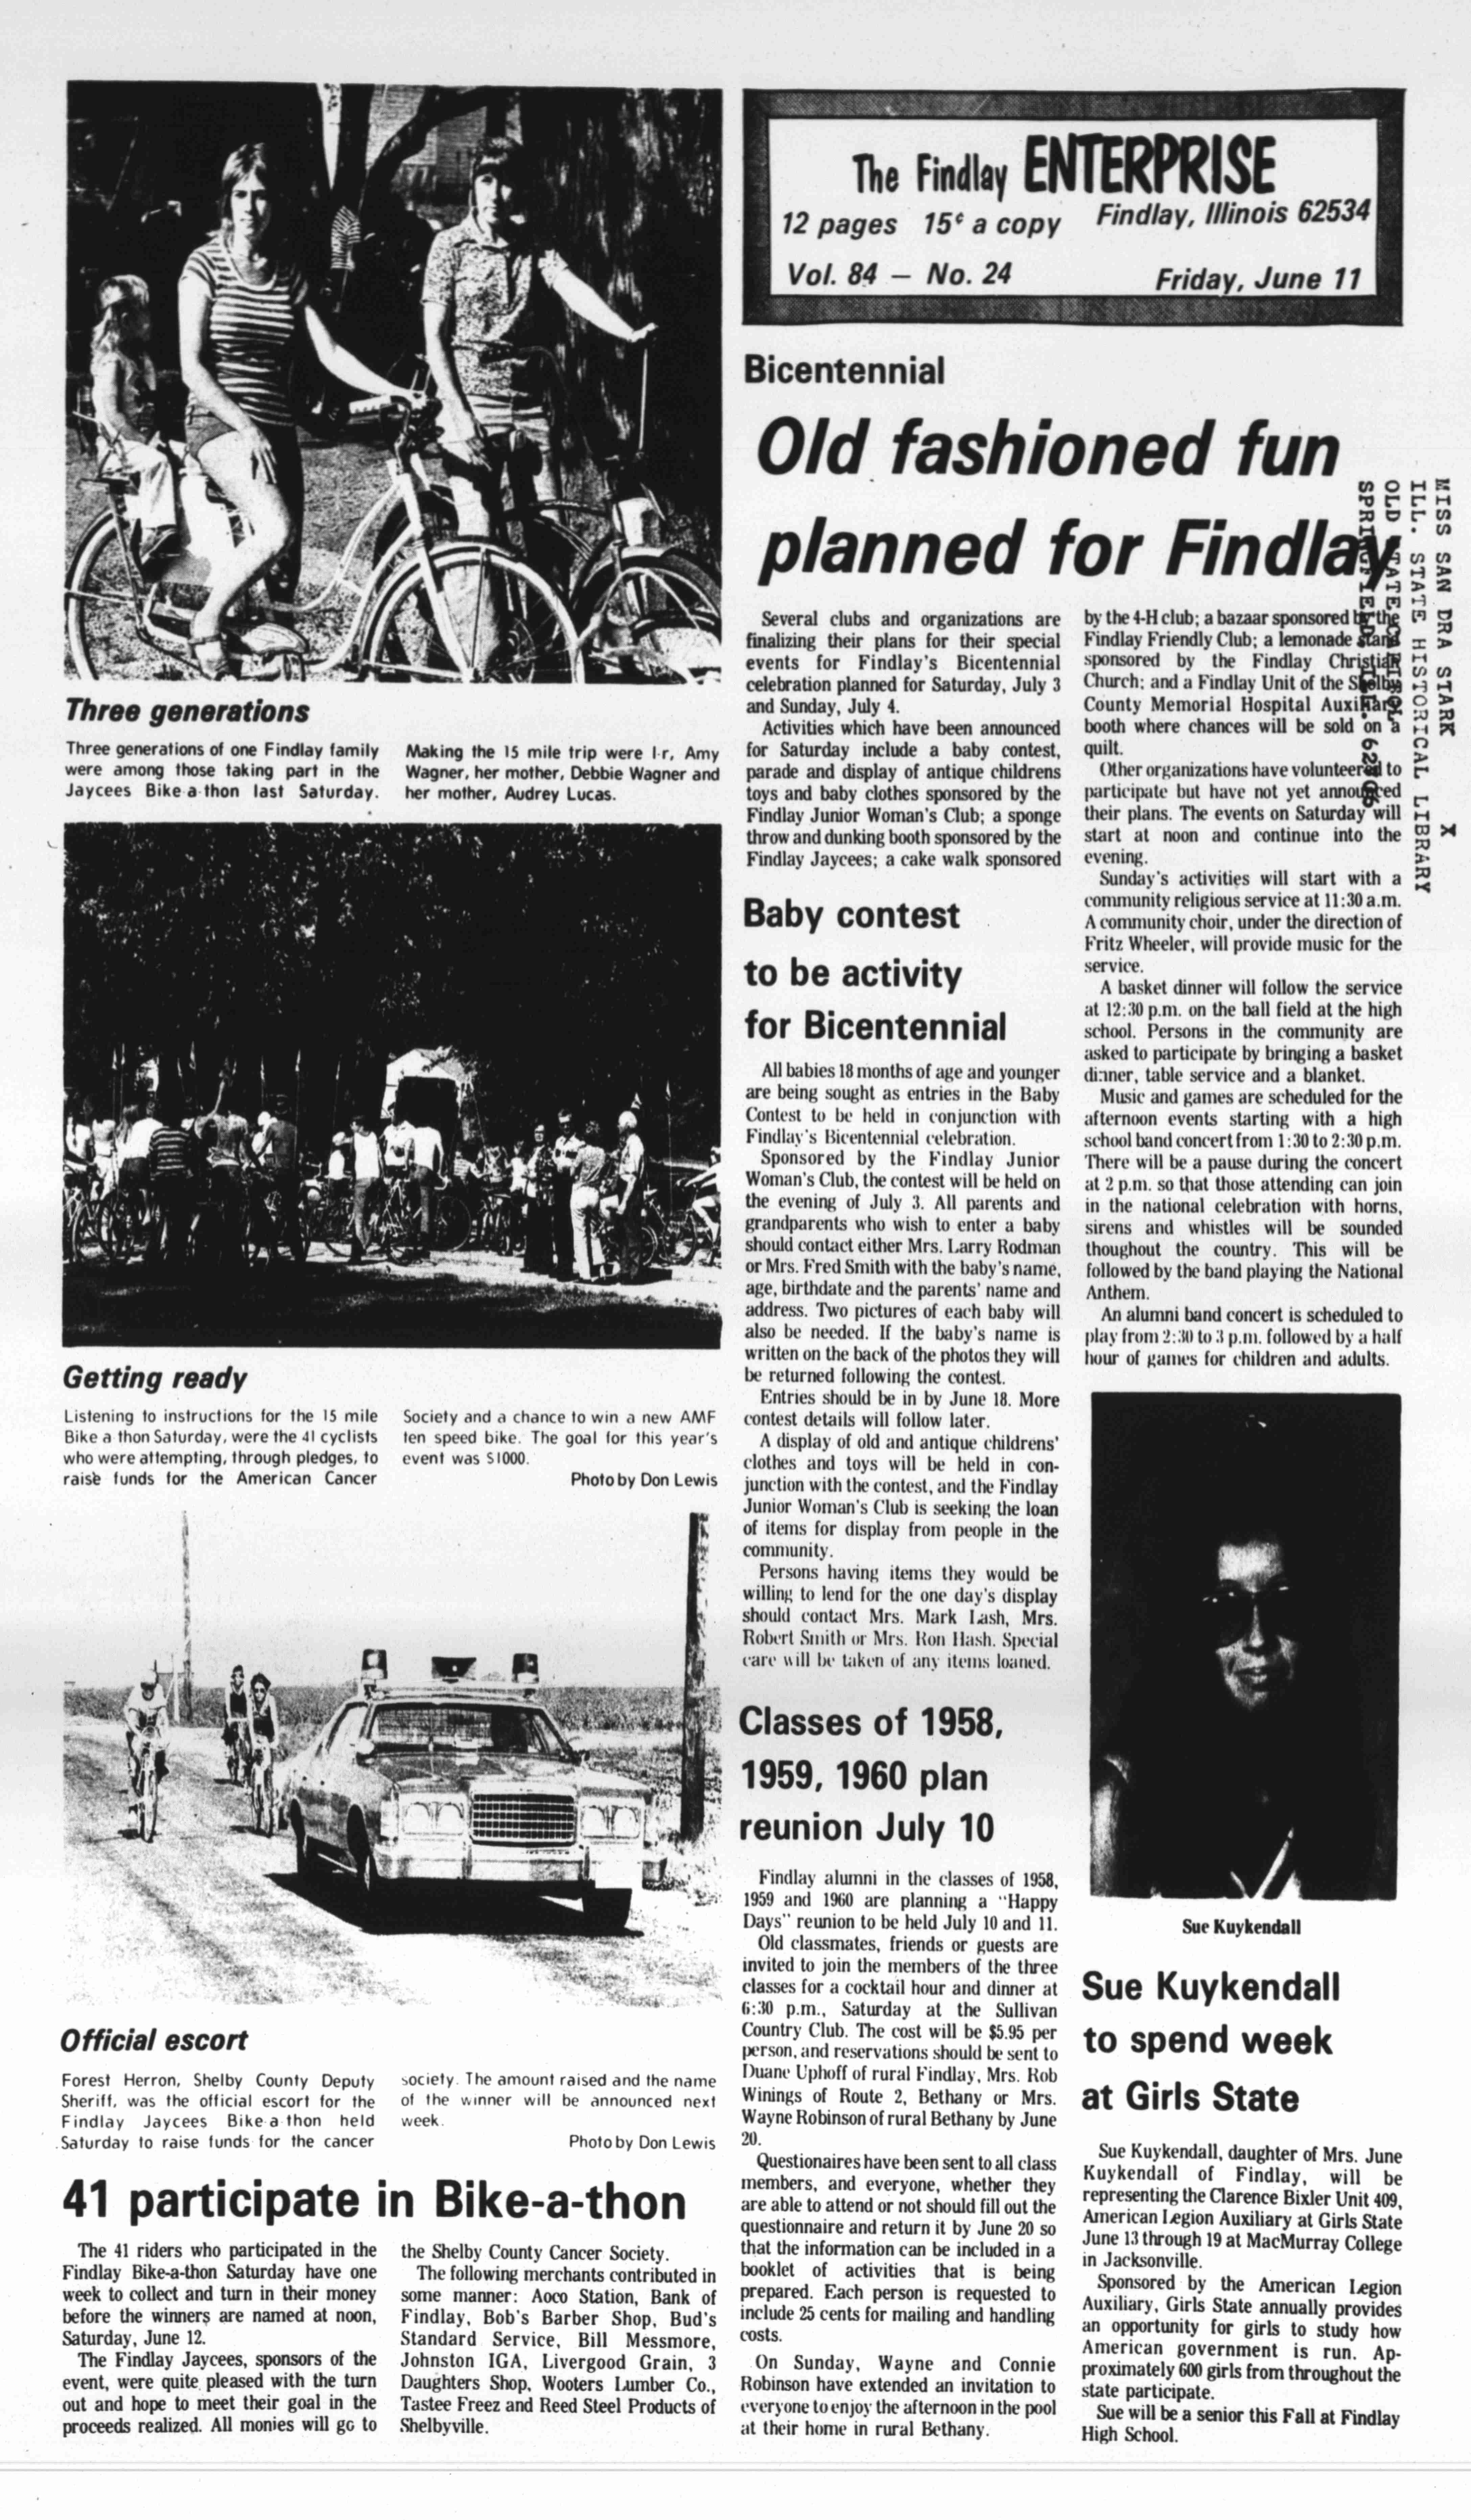 The Findlay ENTERPRISE
12 pages 15¢ a copy Findlay, Illinois 62534
Vol. 84 — No. 24 Friday, June 11
Three generations
Three generations of one Findlay family
were among those taking part in the
Jaycees Bike-a-thon last Saturday.
Making the 15 mile trip were l-r, Amy
Wagner, her mother, Debbie Wagner and
her mother, Audrey Lucas.
Getting ready
Listening to instructions for the 15 mile
Bike a thon Saturday, were the 41 cyclists
who were attempting, through pledges, to
raise funds for the American Cancer
Society and a chance to win a new AMF
ten speed bike. The goal for this year's
event was $1000.
Photo by Don Lewis
Official escort
Forest Herron, Shelby County Deputy
Sheriff, was the official escort for the
Findlay Jaycees Bike-a-thon held
Saturday to raise funds for the cancer
society. The amount raised and the name
of the winner will be announced next
week.
Photo by Don Lewis
41 participate in Bike-a-thon
The 41 riders who participated in the
Findlay Bike-a-thon Saturday have one
week to collect and turn in their money
before the winners are named at noon,
Saturday, June 12.
The Findlay Jaycees, sponsors of the
event, were quite pleased with the turn
out and hope to meet their goal in the
proceeds realized. All monies will go to
the Shelby County Cancer Society.
The following merchants contributed in
some manner: Aoco Station, Bank of
Findlay, Bob's Barber Shop, Bud's
Standard Service, Bill Messmore,
Johnston IGA, Livergood Grain, 3
Daughters Shop, Wooters Lumber Co.,
Tastee Freez and Reed Steel Products of
Shelbyville.
Bicentennial
Old fashioned fun
planned for Findlay
Several clubs and organizations are
finalizing their plans for their special
events for Findlay's Bicentennial
celebration planned for Saturday, July 3
and Sunday, July 4.
Activities which have been announced
for Saturday include a baby contest,
parade and display of antique childrens
toys and baby clothes sponsored by the
Findlay Junior Woman's Club; a sponge
throw and dunking booth sponsored by the
Findlay Jaycees; a cake walk sponsored
by the 4-H club; a bazaar sponsored by the
Findlay Friendly Club; a lemonade stand
sponsored by the Findlay Christian
Church; and a Findlay Unit of the Shelby
County Memorial Hospital Auxiliary
booth where chances will be sold on a
quilt.
Other organizations have volunteered to
participate but have not yet announced
their plans. The events on Saturday will
start at noon and continue into the
evening.
Sunday's activities will start with a
community religious service at 11:30 a.m.
A community choir, under the direction of
Fritz Wheeler, will provide music for the
service.
A basket dinner will follow the service
at 12:30 p.m. on the ball field at the high
school. Persons in the community are
asked to participate by bringing a basket
dinner, table service and a blanket.
Music and games are scheduled for the
afternoon events starting with a high
school band concert from 1:30 to 2:30 p.m.
There will be a pause during the concert
at 2 p.m. so that those attending can join
in the national celebration with horns,
sirens and whistles will be sounded
thoughout the country. This will be
followed by the band playing the National
Anthem.
An alumni band concert is scheduled to
play from 2:30 to 3 p.m. followed by a half
hour of games for children and adults.
MISS SAN DRA STARK X
ILL. STATE HISTORICAL LIBRARY
OLD STATE
SPRINGFIELD
Baby contest
to be activity
for Bicentennial
All babies 18 months of age and younger
are being sought as entries in the Baby
Contest to be held in conjunction with
Findlay's Bicentennial celebration.
Sponsored by the Findlay Junior
Woman's Club, the contest will be held on
the evening of July 3. All parents and
grandparents who wish to enter a baby
should contact either Mrs. Larry Rodman
or Mrs. Fred Smith with the baby's name,
age, birthdate and the parents' name and
address. Two pictures of each baby will
also be needed. If the baby's name is
written on the back of the photos they will
be returned following the contest.
Entries should be in by June 18. More
contest details will follow later.
A display of old and antique childrens'
clothes and toys will be held in con-
junction with the contest, and the Findlay
Junior Woman's Club is seeking the loan
of items for display from people in the
community.
Persons having items they would be
willing to lend for the one day's display
should contact Mrs. Mark Lash, Mrs.
Robert Smith or Mrs. Ron Hash. Special
care will be taken of any items loaned.
Classes of 1958,
1959, 1960 plan
reunion July 10
Findlay alumni in the classes of 1958,
1959 and 1960 are planning a "Happy
Days" reunion to be held July 10 and 11.
Old classmates, friends or guests are
invited to join the members of the three
classes for a cocktail hour and dinner at
6:30 p.m., Saturday at the Sullivan
Country Club. The cost will be $5.95 per
person, and reservations should be sent to
Duane Uphoff of rural Findlay, Mrs. Rob
Winings of Route 2, Bethany or Mrs.
Wayne Robinson of rural Bethany by June
20.
Questionaires have been sent to all class
members, and everyone, whether they
are able to attend or not should fill out the
questionnaire and return it by June 20 so
that the information can be included in a
booklet of activities that is being
prepared. Each person is requested to
include 25 cents for mailing and handling
costs.
On Sunday, Wayne and Connie
Robinson have extended an invitation to
everyone to enjoy the afternoon in the pool
at their home in rural Bethany.
Sue Kuykendall
Sue Kuykendall
to spend week
at Girls State
Sue Kuykendall, daughter of Mrs. June
Kuykendall of Findlay, will be
representing the Clarence Bixler Unit 409,
American Legion Auxiliary at Girls State
June 13 through 19 at MacMurray College
in Jacksonville.
Sponsored by the American Legion
Auxiliary, Girls State annually provides
an opportunity for girls to study how
American government is run. Ap-
proximately 600 girls from throughout the
state participate.
Sue will be a senior this Fall at Findlay
High School.